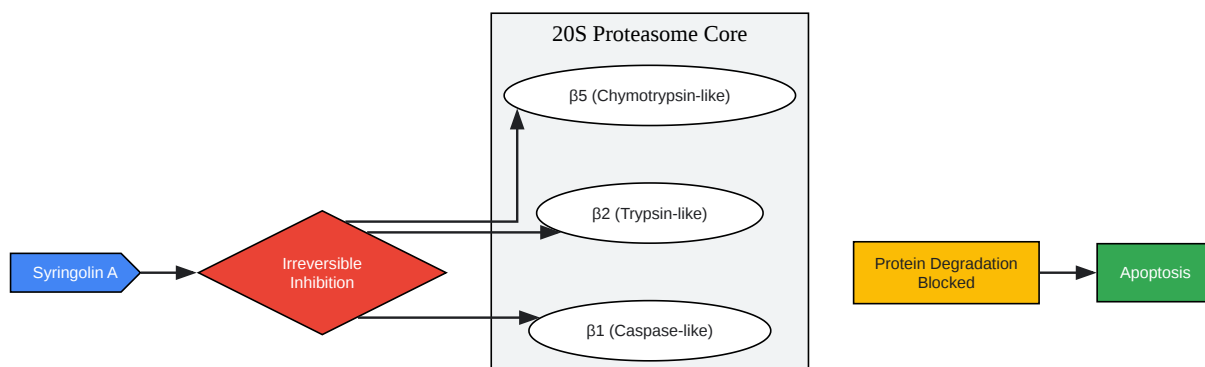 20S Proteasome Core
β5 (Chymotrypsin-like)
β2 (Trypsin-like)
Syringolin A
Irreversible
Inhibition
Protein Degradation
Blocked
Apoptosis
β1 (Caspase-like)